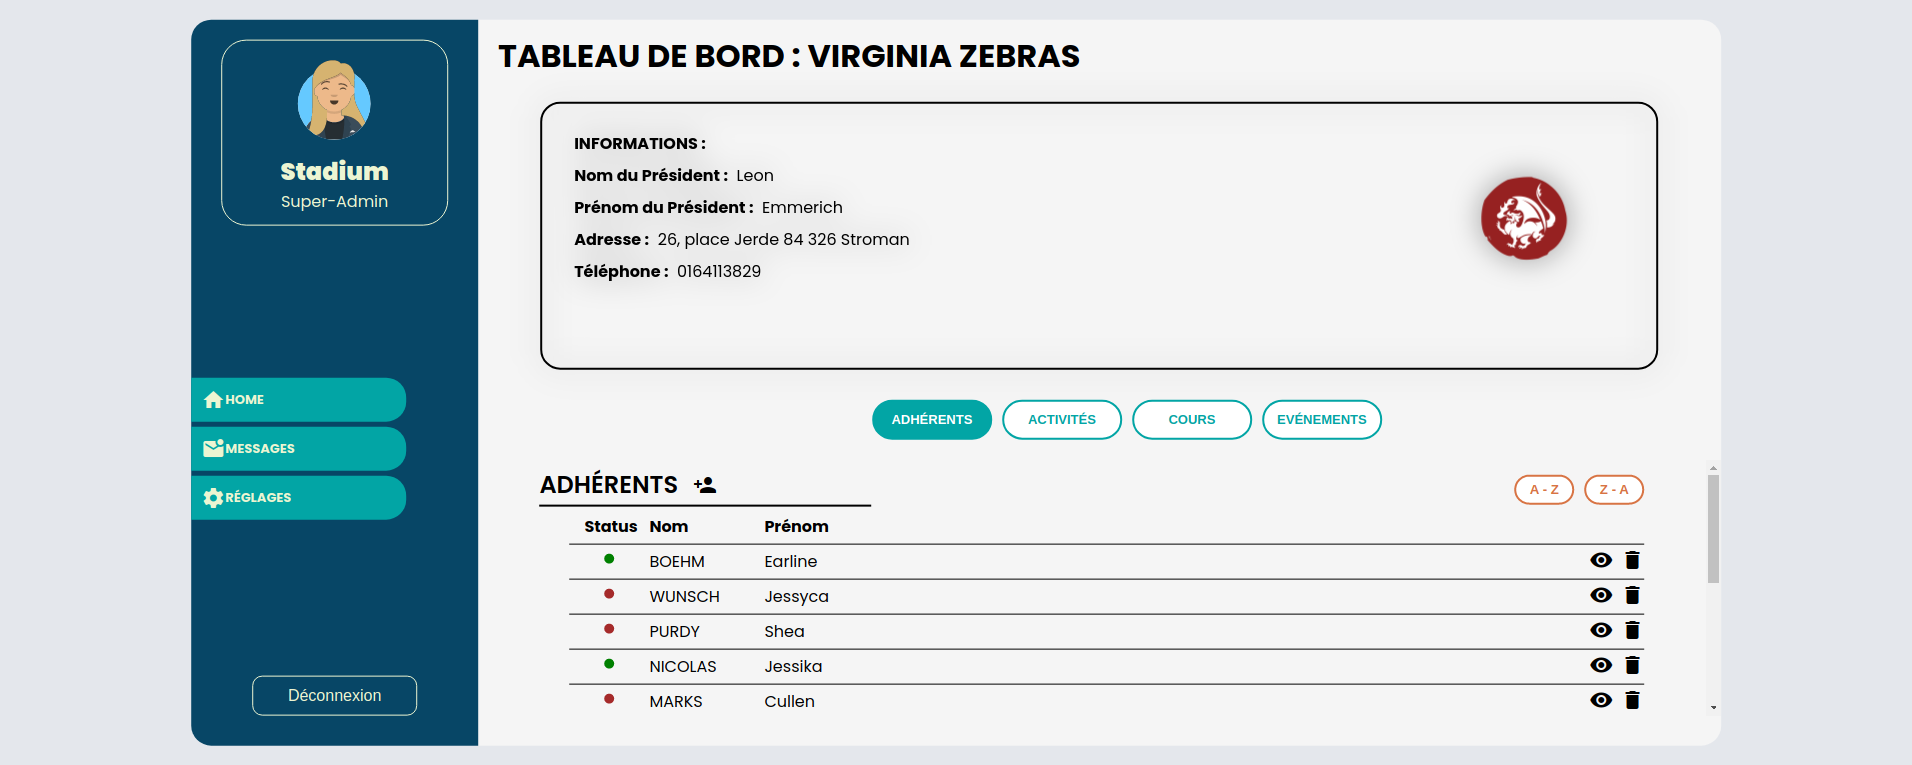 Stadium
Super-Admin
HOME
MESSAGES
RÉGLAGES
Déconnexion
TABLEAU DE BORD : VIRGINIA ZEBRAS
INFORMATIONS :
Nom du Président : Leon
Prénom du Président : Emmerich
Adresse : 26, place Jerde 84 326 Stroman
Téléphone : 0164113829
ADHÉRENTS ACTIVITÉS COURS EVÉNEMENTS
ADHÉRENTS A - Z Z - A
Status Nom Prénom
BOEHM Earline
WUNSCH Jessyca
PURDY Shea
NICOLAS Jessika
MARKS Cullen